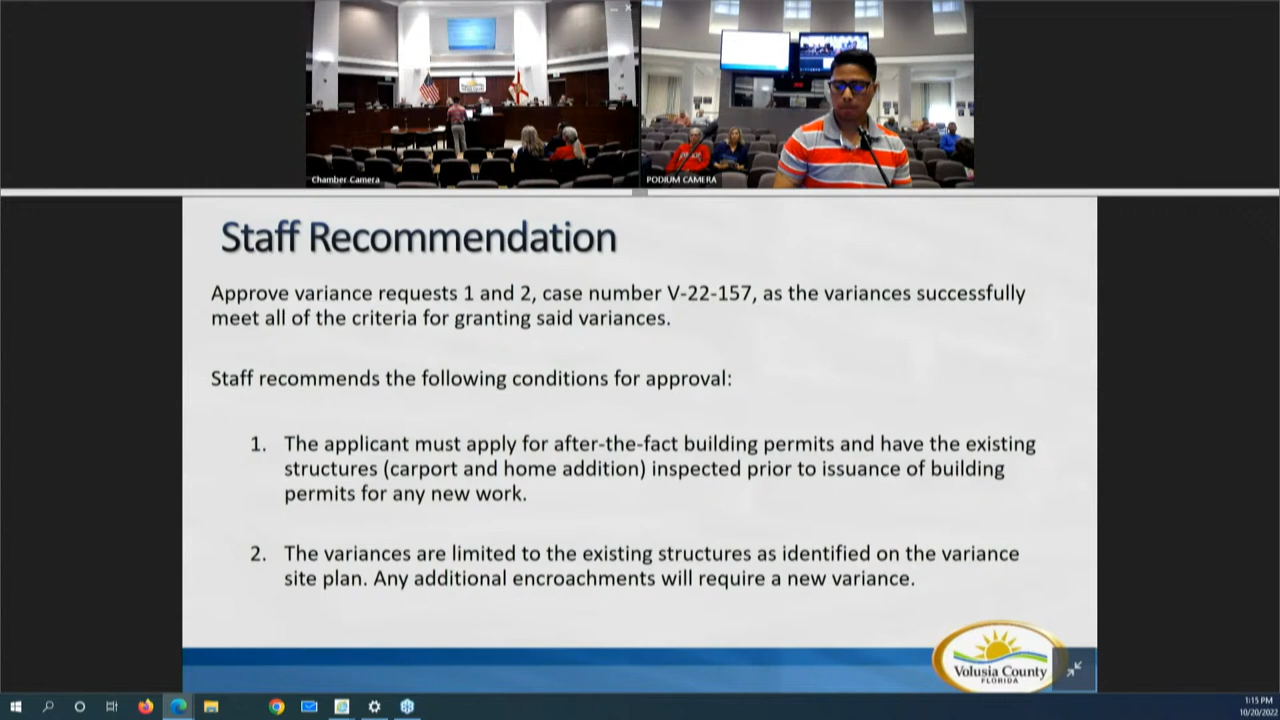 Chamber Camera
PODIUM CAMERA
Staff Recommendation
Approve variance requests 1 and 2, case number V-22-157, as the variances successfully
meet all of the criteria for granting said variances.
Staff recommends the following conditions for approval:
1. The applicant must apply for after-the-fact building permits and have the existing
structures (carport and home addition) inspected prior to issuance of building
permits for any new work.
2. The variances are limited to the existing structures as identified on the variance
site plan. Any additional encroachments will require a new variance.
Volusia County
FLORIDA
1:15 PM
10/20/2022